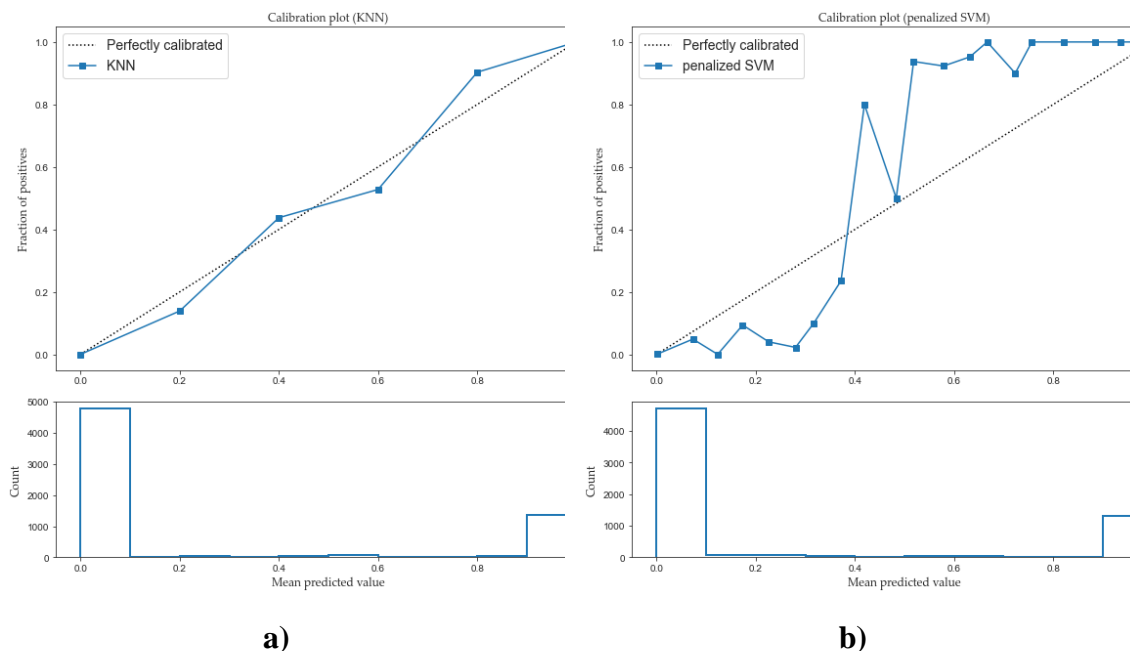 Calibration plot (KNN)
Perfectly calibrated
KNN
Fraction of positives
1.0
0.8
0.6
0.4
0.2
0.0
0.0 0.2 0.4 0.6 0.8
Count
5000
4000
3000
2000
1000
0
0.0 0.2 0.4 0.6 0.8
Mean predicted value
a)
Calibration plot (penalized SVM)
Perfectly calibrated
penalized SVM
Fraction of positives
1.0
0.8
0.6
0.4
0.2
0.0
0.0 0.2 0.4 0.6 0.8
Count
4000
3000
2000
1000
0
0.0 0.2 0.4 0.6 0.8
Mean predicted value
b)